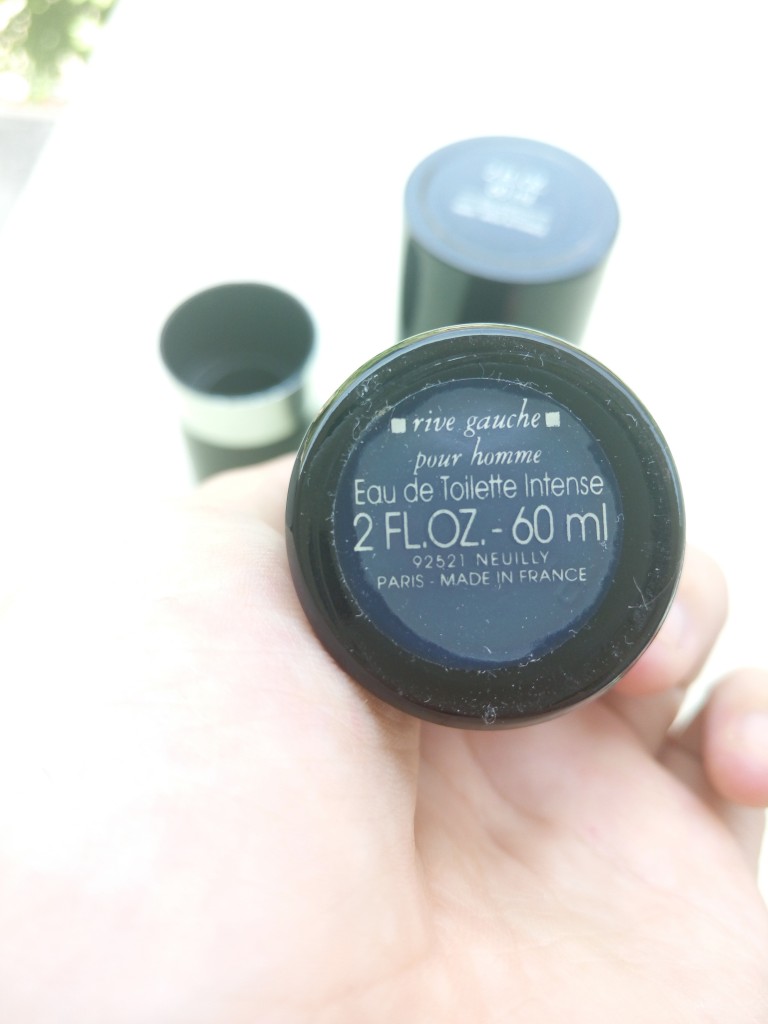 rive gauche
pour homme
Eau de Toilette Intense
2 FL.OZ. - 60 ml
92521 NEUILLY
PARIS - MADE IN FRANCE